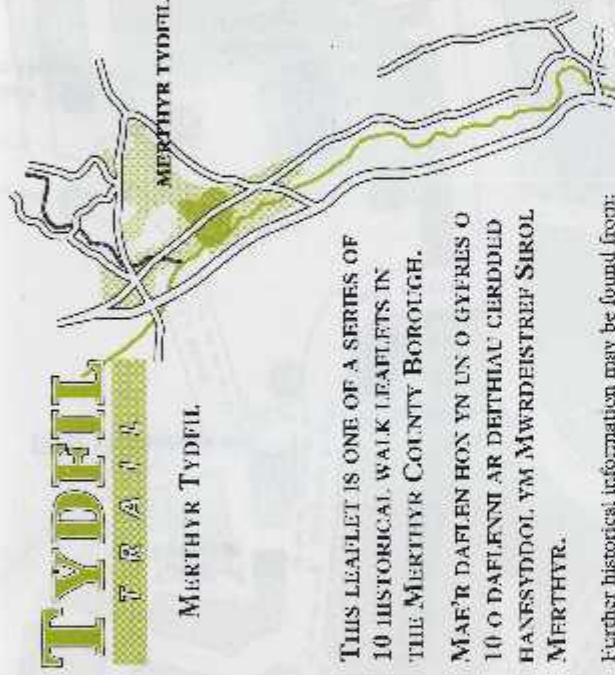 TYDFIL
TRAIL
MERTHYR TYDFIL
MERTHYR TYDFIL
THIS LEAFLET IS ONE OF A SERIES OF
10 HISTORICAL WALK LEAFLETS IN
THE MERTHYR COUNTY BOROUGH.
MAE'R DAFLEN HON YN UN O GYFRES O
10 O DAFLENNI AR DEITHIAU CERDDED
HANESYDDOL YM MWRDEISTREF SIROL
MERTHYR.
Further historical information may be found from: